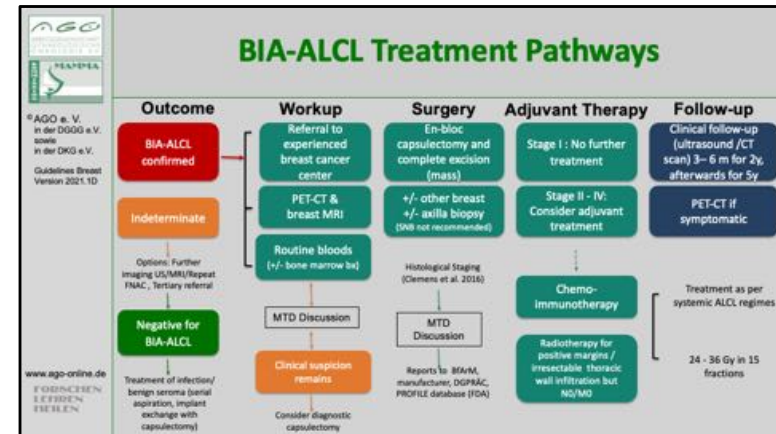 AGO
MAMMA
© AGO e. V.
in der DGGG e.V.
sowie
in der DKG e.V.
Guidelines Breast
Version 2021.1D
www.ago-online.de
FORSCHEN
LEHREN
HEILEN
BIA-ALCL Treatment Pathways
Outcome
BIA-ALCL
confirmed
Indeterminate
Options: Further
imaging US/MRI/Repeat
FNAC , Tertiary referral
Negative for
BIA-ALCL
Treatment of infection/
benign seroma (serial
aspiration, implant
exchange with
capsulectomy)
Workup
Referral to
experienced
breast cancer
center
PET-CT &
breast MRI
Routine bloods
(+/- bone marrow bx)
MTD Discussion
Clinical suspicion
remains
Consider diagnostic
capsulectomy
Surgery
En-bloc
capsulectomy and
complete excision
(mass)
+/- other breast
+/- axilla biopsy
(SNB not recommended)
Histological Staging
(Clemens et al. 2016)
MTD
Discussion
Reports to BfArM,
manufacturer, DGPRÄC,
PROFILE database (FDA)
Adjuvant Therapy
Stage I : No further
treatment
Stage II - IV:
Consider adjuvant
treatment
Chemo-
immunotherapy
Radiotherapy for
positive margins /
irresectable thoracic
wall infiltration but
N0/M0
Follow-up
Clinical follow-up
(ultrasound /CT
scan) 3– 6 m for 2y,
afterwards for 5y
PET-CT if
symptomatic
Treatment as per
systemic ALCL regimes
24 - 36 Gy in 15
fractions